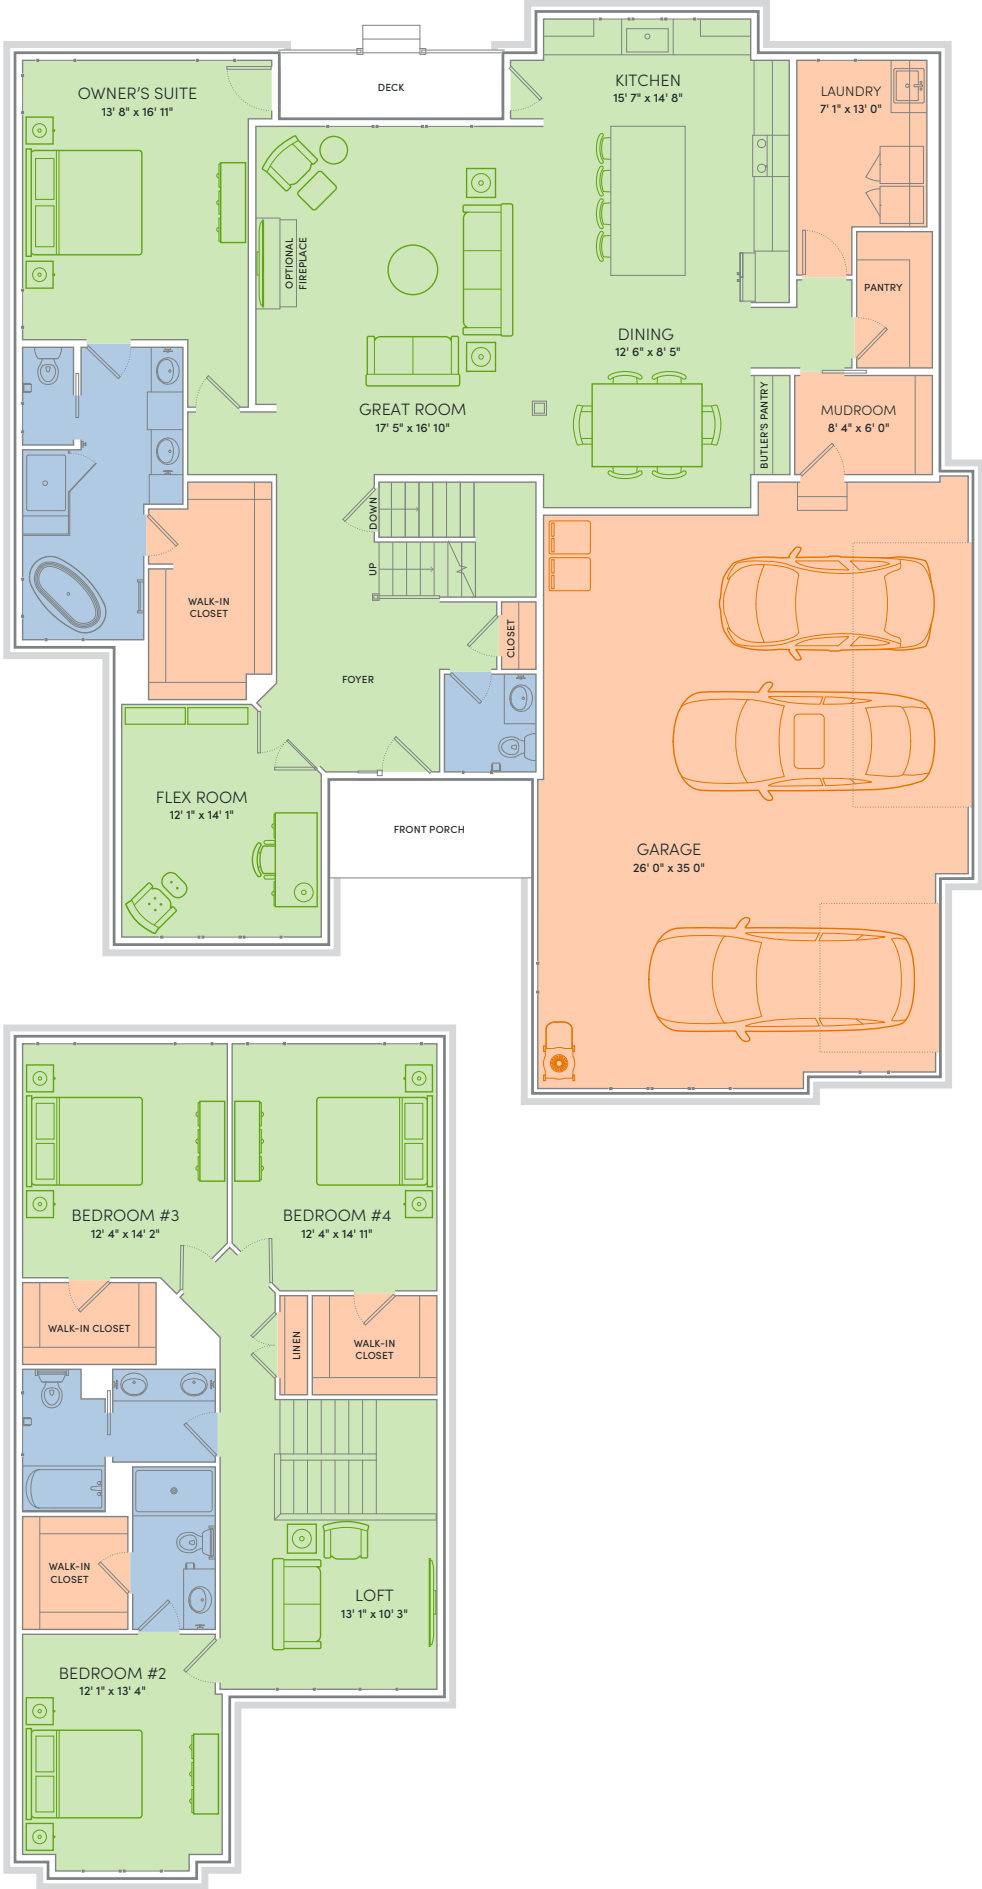 OWNER'S SUITE
13' 8" x 16' 11"
DECK
KITCHEN
15' 7" x 14' 8"
LAUNDRY
7' 1" x 13' 0"
OPTIONAL
FIREPLACE
PANTRY
DINING
12' 6" x 8' 5"
GREAT ROOM
17' 5" x 16' 10"
BUTLER'S PANTRY
MUDROOM
8' 4" x 6' 0"
DOWN
UP
WALK-IN
CLOSET
CLOSET
FOYER
FLEX ROOM
12' 1" x 14' 1"
FRONT PORCH
GARAGE
26' 0" x 35 0"
BEDROOM #3
12' 4" x 14' 2"
BEDROOM #4
12' 4" x 14' 11"
WALK-IN CLOSET
LINEN
WALK-IN
CLOSET
WALK-IN
CLOSET
LOFT
13' 1" x 10' 3"
BEDROOM #2
12' 1" x 13' 4"